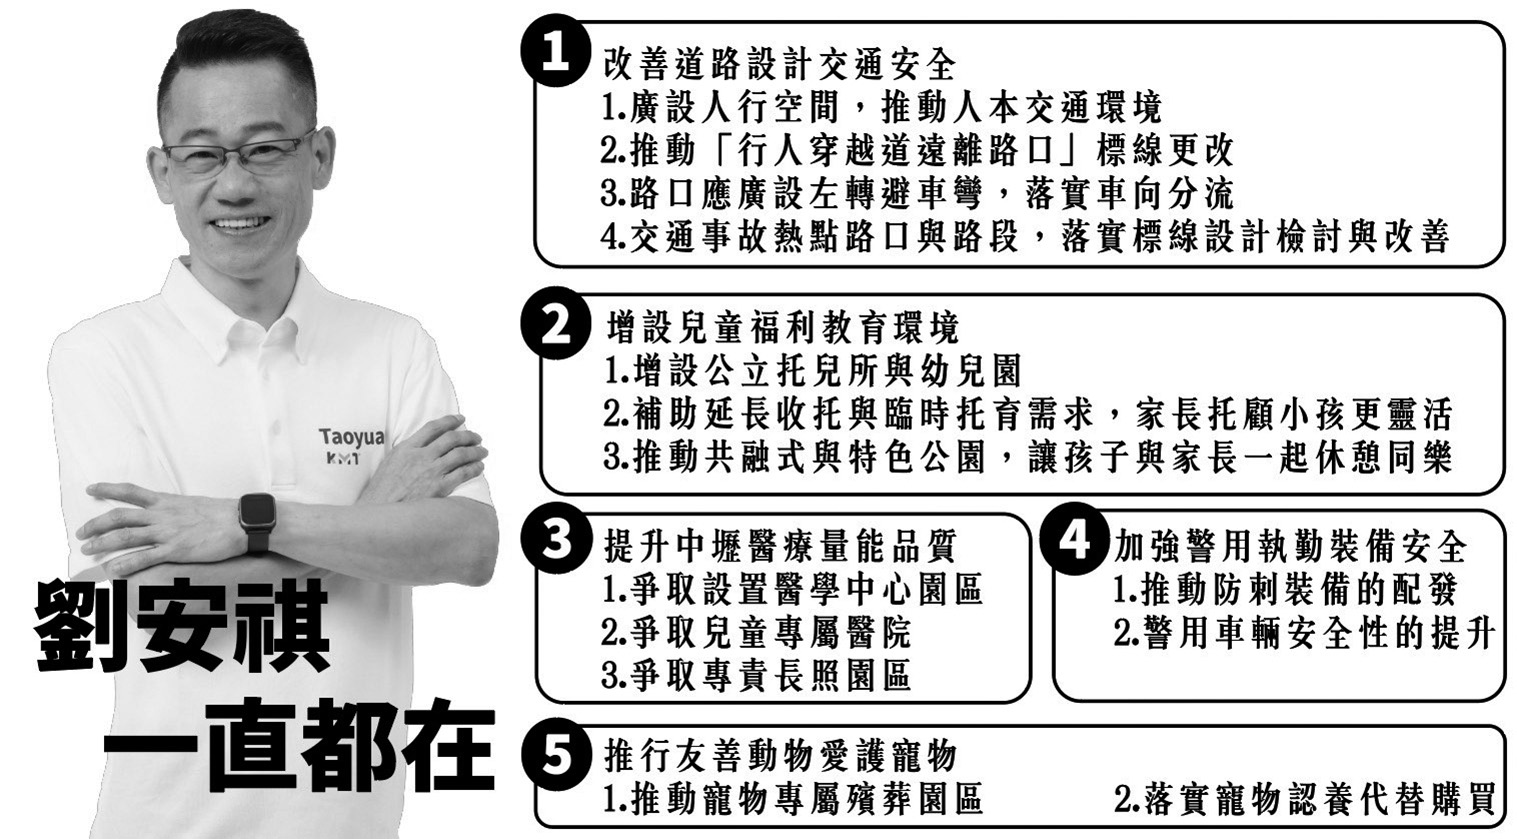 Taoyua
KMT
劉安祺
一直都在
1
改善道路設計交通安全
1.廣設人行空間，推動人本交通環境
2.推動「行人穿越道遠離路口」標線更改
3.路口應廣設左轉避車彎，落實車向分流
4.交通事故熱點路口與路段，落實標線設計檢討與改善
2
增設兒童福利教育環境
1.增設公立托兒所與幼兒園
2.補助延長收托與臨時托育需求，家長托顧小孩更靈活
3.推動共融式與特色公園，讓孩子與家長一起休憩同樂
3
提升中壢醫療量能品質
1.爭取設置醫學中心園區
2.爭取兒童專屬醫院
3.爭取專責長照園區
4
加強警用執勤裝備安全
1.推動防刺裝備的配發
2.警用車輛安全性的提升
5
推行友善動物愛護寵物
1.推動寵物專屬殯葬園區
2.落實寵物認養代替購買